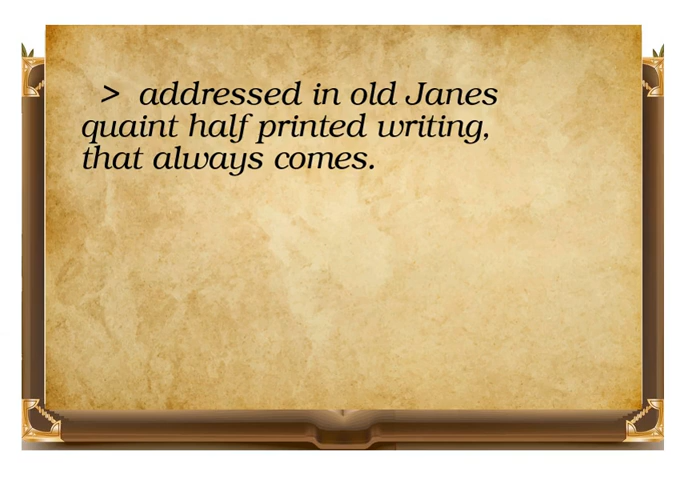 > addressed in old Janes
quaint half printed writing,
that always comes.